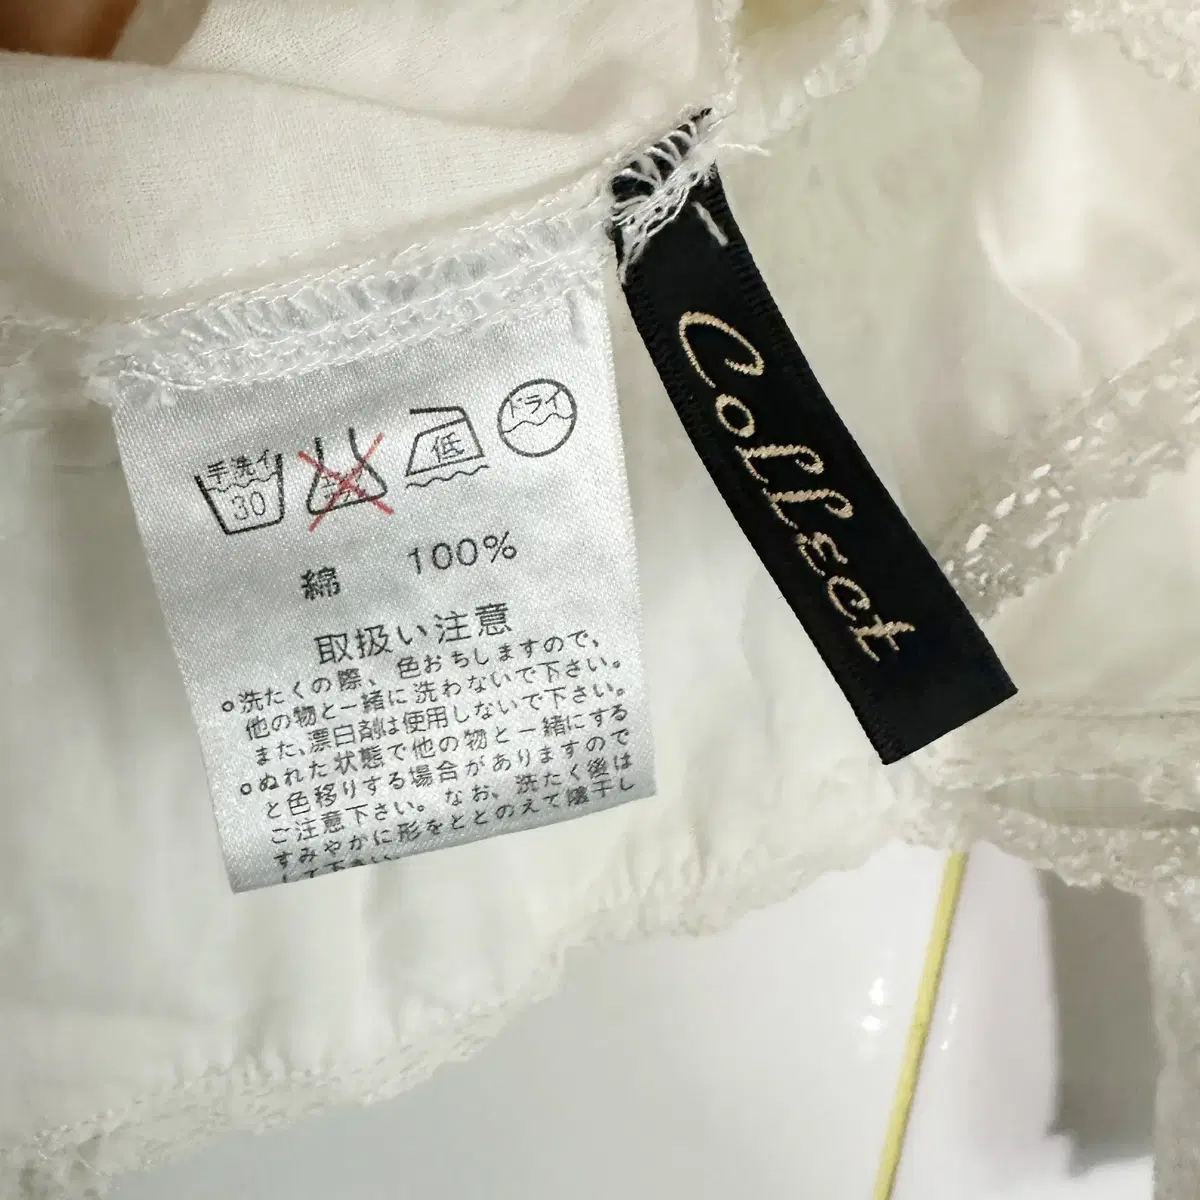 手洗イ
30
低
ドライ
綿 100%
取扱い注意
○洗たくの際、色おちしますので、
他の物と一緒に洗わないで下さい。
また、漂白剤は使用しないで下さい。
○ぬれた状態で他の物と一緒にする
と色移りする場合がありますので
ご注意下さい。なお、洗たく後は
すみやかに形をととのえて陰干し
して下さい。
Collect